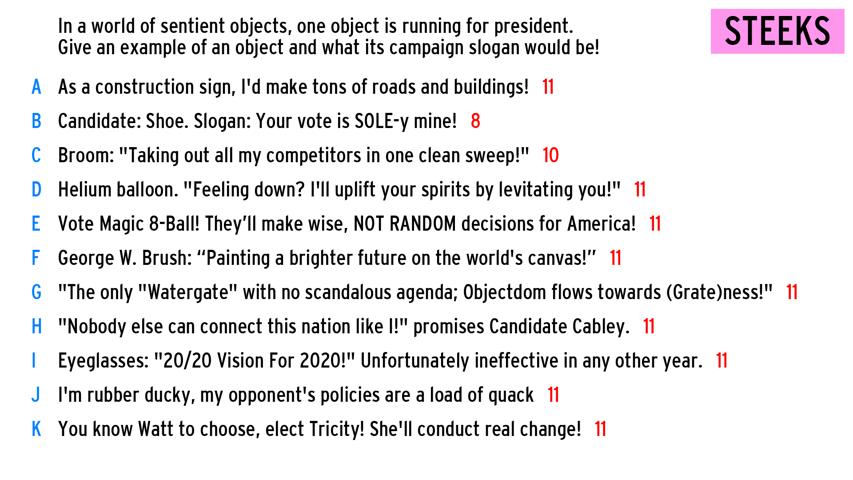 In a world of sentient objects, one object is running for president.
Give an example of an object and what its campaign slogan would be!
STEEKS
A As a construction sign, I'd make tons of roads and buildings! 11
B Candidate: Shoe. Slogan: Your vote is SOLE-y mine! 8
C Broom: "Taking out all my competitors in one clean sweep!" 10
D Helium balloon. "Feeling down? I'll uplift your spirits by levitating you!" 11
E Vote Magic 8-Ball! They’ll make wise, NOT RANDOM decisions for America! 11
F George W. Brush: “Painting a brighter future on the world's canvas!” 11
G "The only "Watergate" with no scandalous agenda; Objectdom flows towards (Grate)ness!" 11
H "Nobody else can connect this nation like I!" promises Candidate Cabley. 11
I Eyeglasses: "20/20 Vision For 2020!" Unfortunately ineffective in any other year. 11
J I'm rubber ducky, my opponent's policies are a load of quack 11
K You know Watt to choose, elect Tricity! She'll conduct real change! 11